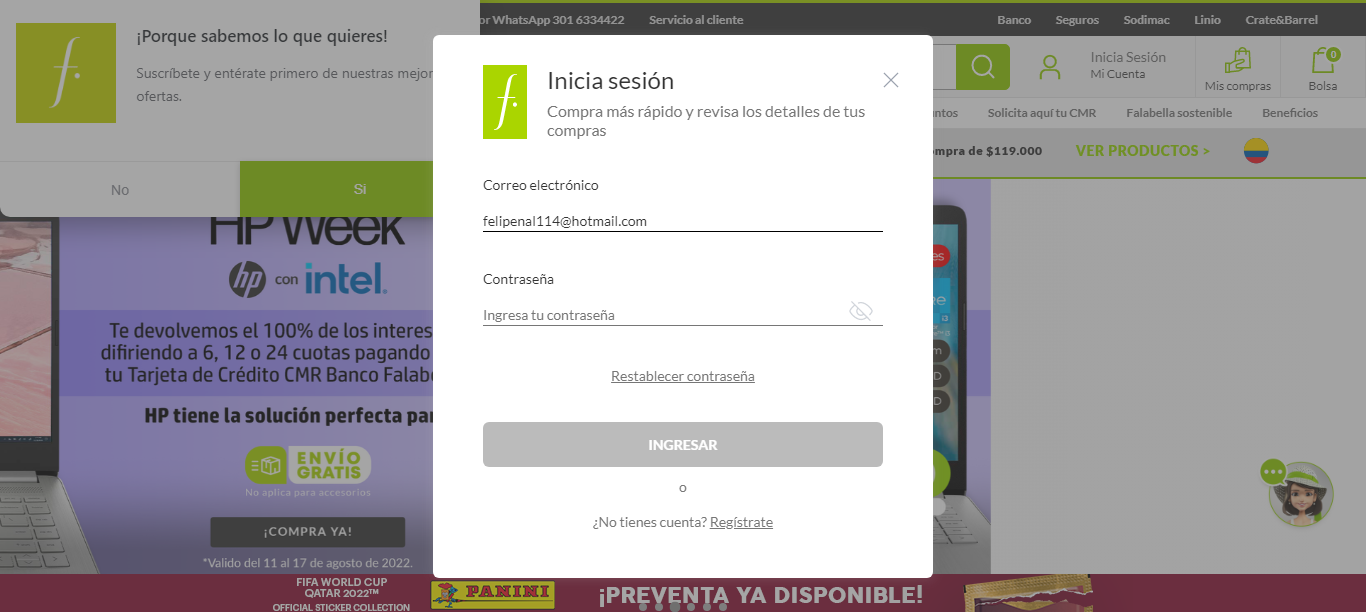 or WhatsApp 301 6334422 Servicio al cliente Banco Seguros Sodimac Linio Crate&Barrel
¡Porque sabemos lo que quieres!
Suscríbete y entérate primero de nuestras mejor
ofertas.
No
Si
Inicia Sesión
Mi Cuenta
Mis compras
0
Bolsa
ntos Solicita aquí tu CMR Falabella sostenible Beneficios
mpra de $119.000 VER PRODUCTOS >
f.
Inicia sesión
Compra más rápido y revisa los detalles de tus
compras
Correo electrónico
felipenal114@hotmail.com
Contraseña
Ingresa tu contraseña
Restablecer contraseña
INGRESAR
o
¿No tienes cuenta? Regístrate
HP Week
hp con intel.
Te devolvemos el 100% de los interes
difiriendo a 6, 12 o 24 cuotas pagando
tu Tarjeta de Crédito CMR Banco Falabe
HP tiene la solución perfecta par
ENVÍO
GRATIS
No aplica para accesorios
¡COMPRA YA!
*Valido del 11 al 17 de agosto de 2022.
FIFA WORLD CUP
QATAR 2022™
OFFICIAL STICKER COLLECTION
PANINI
¡PREVENTA YA DISPONIBLE!